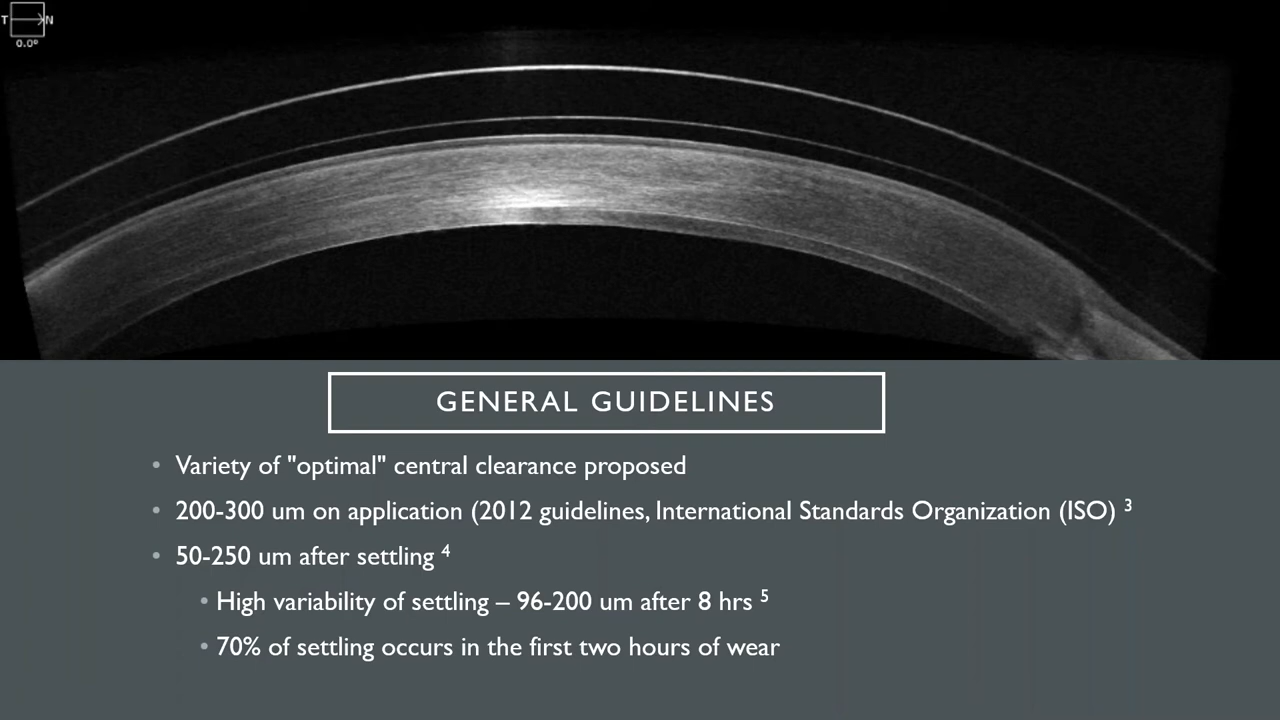 T N
0.0°
GENERAL GUIDELINES
• Variety of "optimal" central clearance proposed
• 200-300 um on application (2012 guidelines, International Standards Organization (ISO) 3
• 50-250 um after settling 4
• High variability of settling – 96-200 um after 8 hrs 5
• 70% of settling occurs in the first two hours of wear